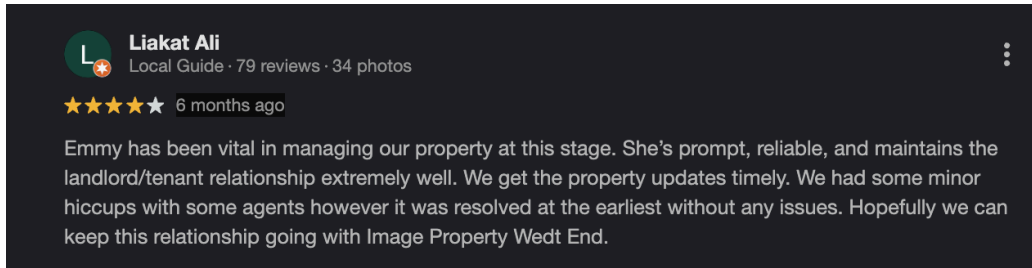 L
Liakat Ali
Local Guide · 79 reviews · 34 photos
6 months ago
Emmy has been vital in managing our property at this stage. She’s prompt, reliable, and maintains the
landlord/tenant relationship extremely well. We get the property updates timely. We had some minor
hiccups with some agents however it was resolved at the earliest without any issues. Hopefully we can
keep this relationship going with Image Property Wedt End.